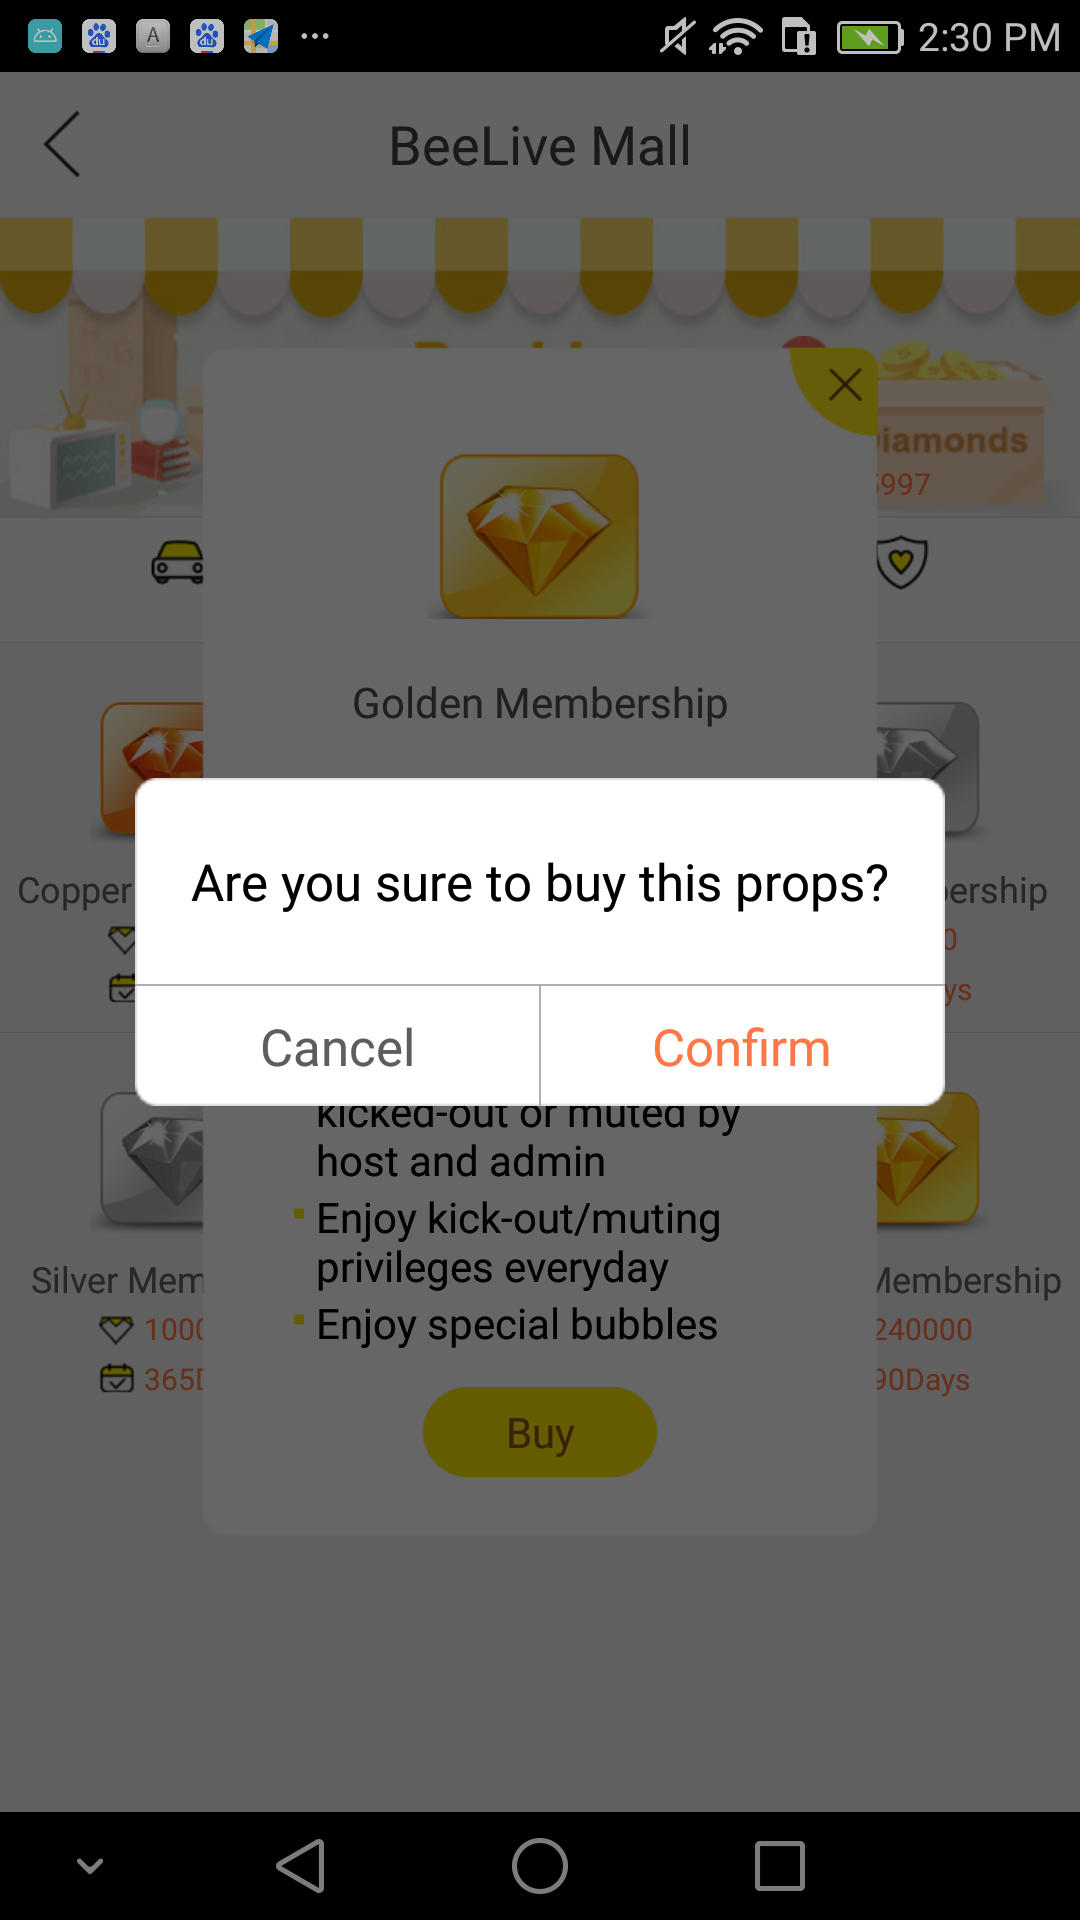 2:30 PM
BeeLive Mall
iamonds
5997
Golden Membership
Copper
ership
0
ys
Are you sure to buy this props?
Cancel
Confirm
kicked-out or muted by
host and admin
Enjoy kick-out/muting
privileges everyday
Enjoy special bubbles
Silver Mem
Membership
1000
240000
365D
90Days
Buy